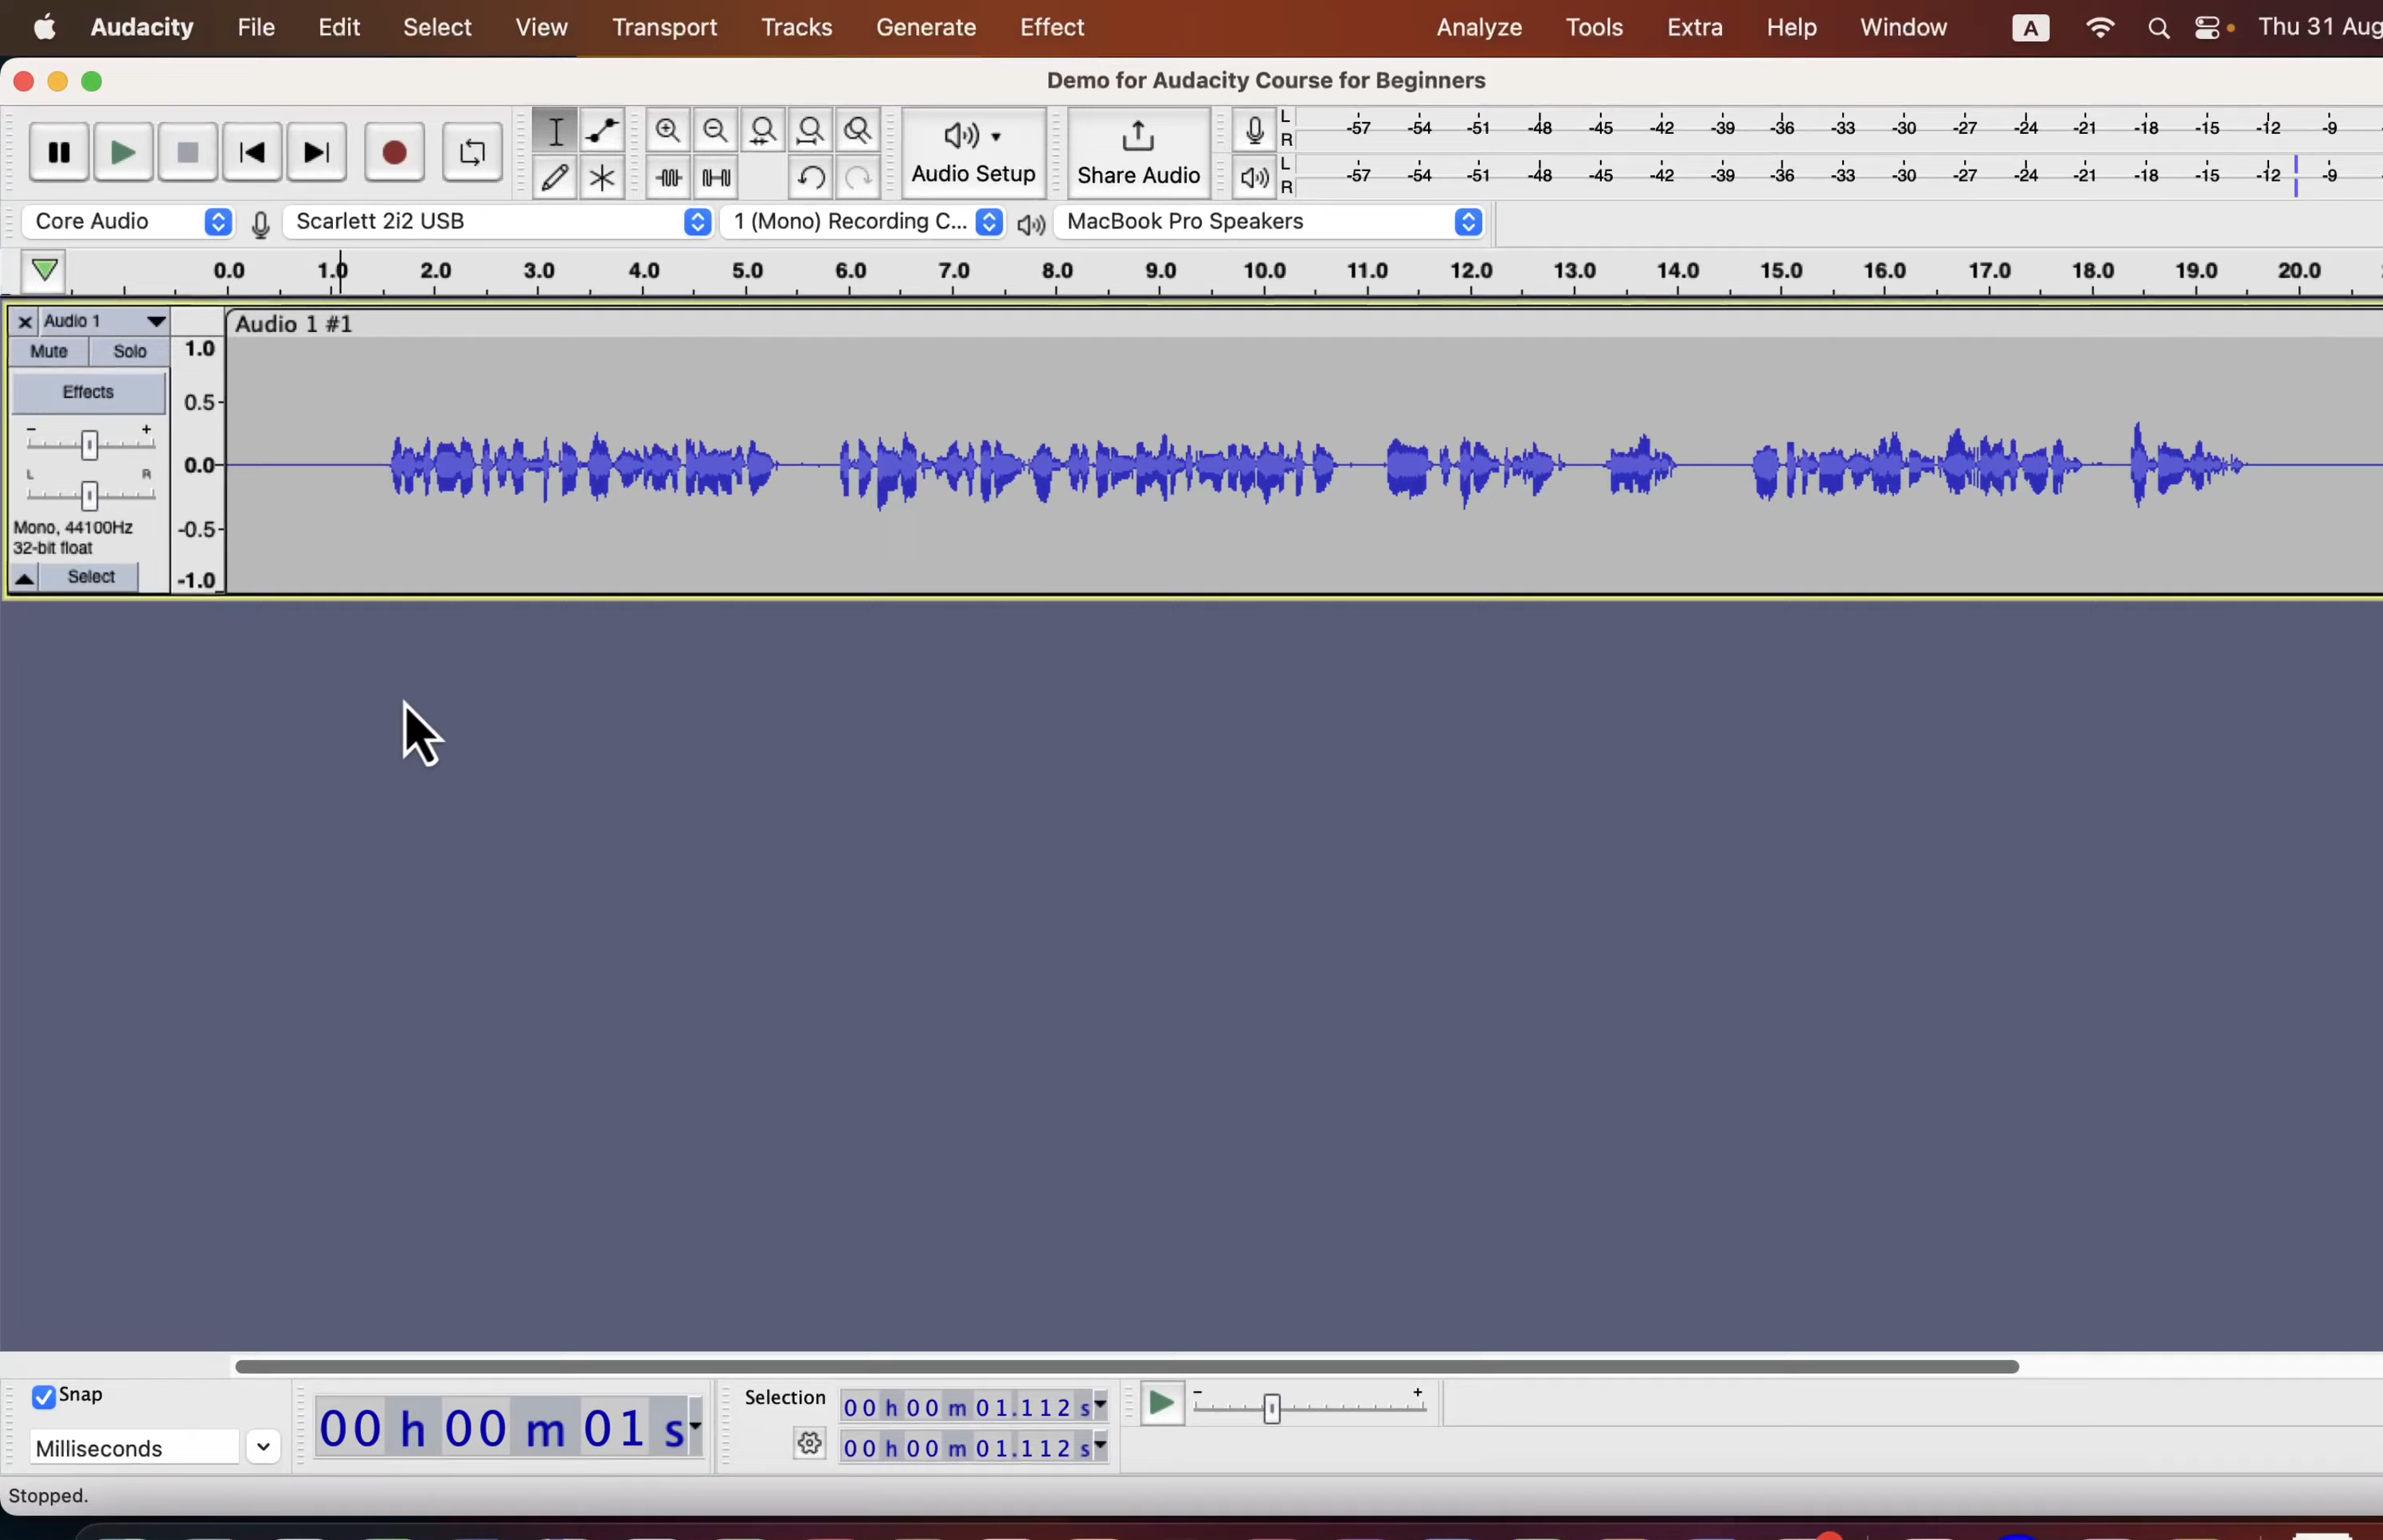 Audacity File Edit Select View Transport Tracks Generate Effect Analyze Tools Extra Help Window A Thu 31 Aug
Demo for Audacity Course for Beginners
L -57 -54 -51 -48 -45 -42 -39 -36 -33 -30 -27 -24 -21 -18 -15 -12 -9
R
Audio Setup Share Audio
L -57 -54 -51 -48 -45 -42 -39 -36 -33 -30 -27 -24 -21 -18 -15 -12 -9
R
Core Audio Scarlett 2i2 USB 1 (Mono) Recording C... MacBook Pro Speakers
0.0 1.0 2.0 3.0 4.0 5.0 6.0 7.0 8.0 9.0 10.0 11.0 12.0 13.0 14.0 15.0 16.0 17.0 18.0 19.0 20.0
Audio 1 Audio 1 #1
Mute Solo 1.0
Effects 0.5
- +
0.0
L R
Mono, 44100Hz -0.5
32-bit float
Select -1.0
Snap Selection 00 h 00 m 01.112 s - +
00 h 00 m 01 s
Milliseconds 00 h 00 m 01.112 s
Stopped.